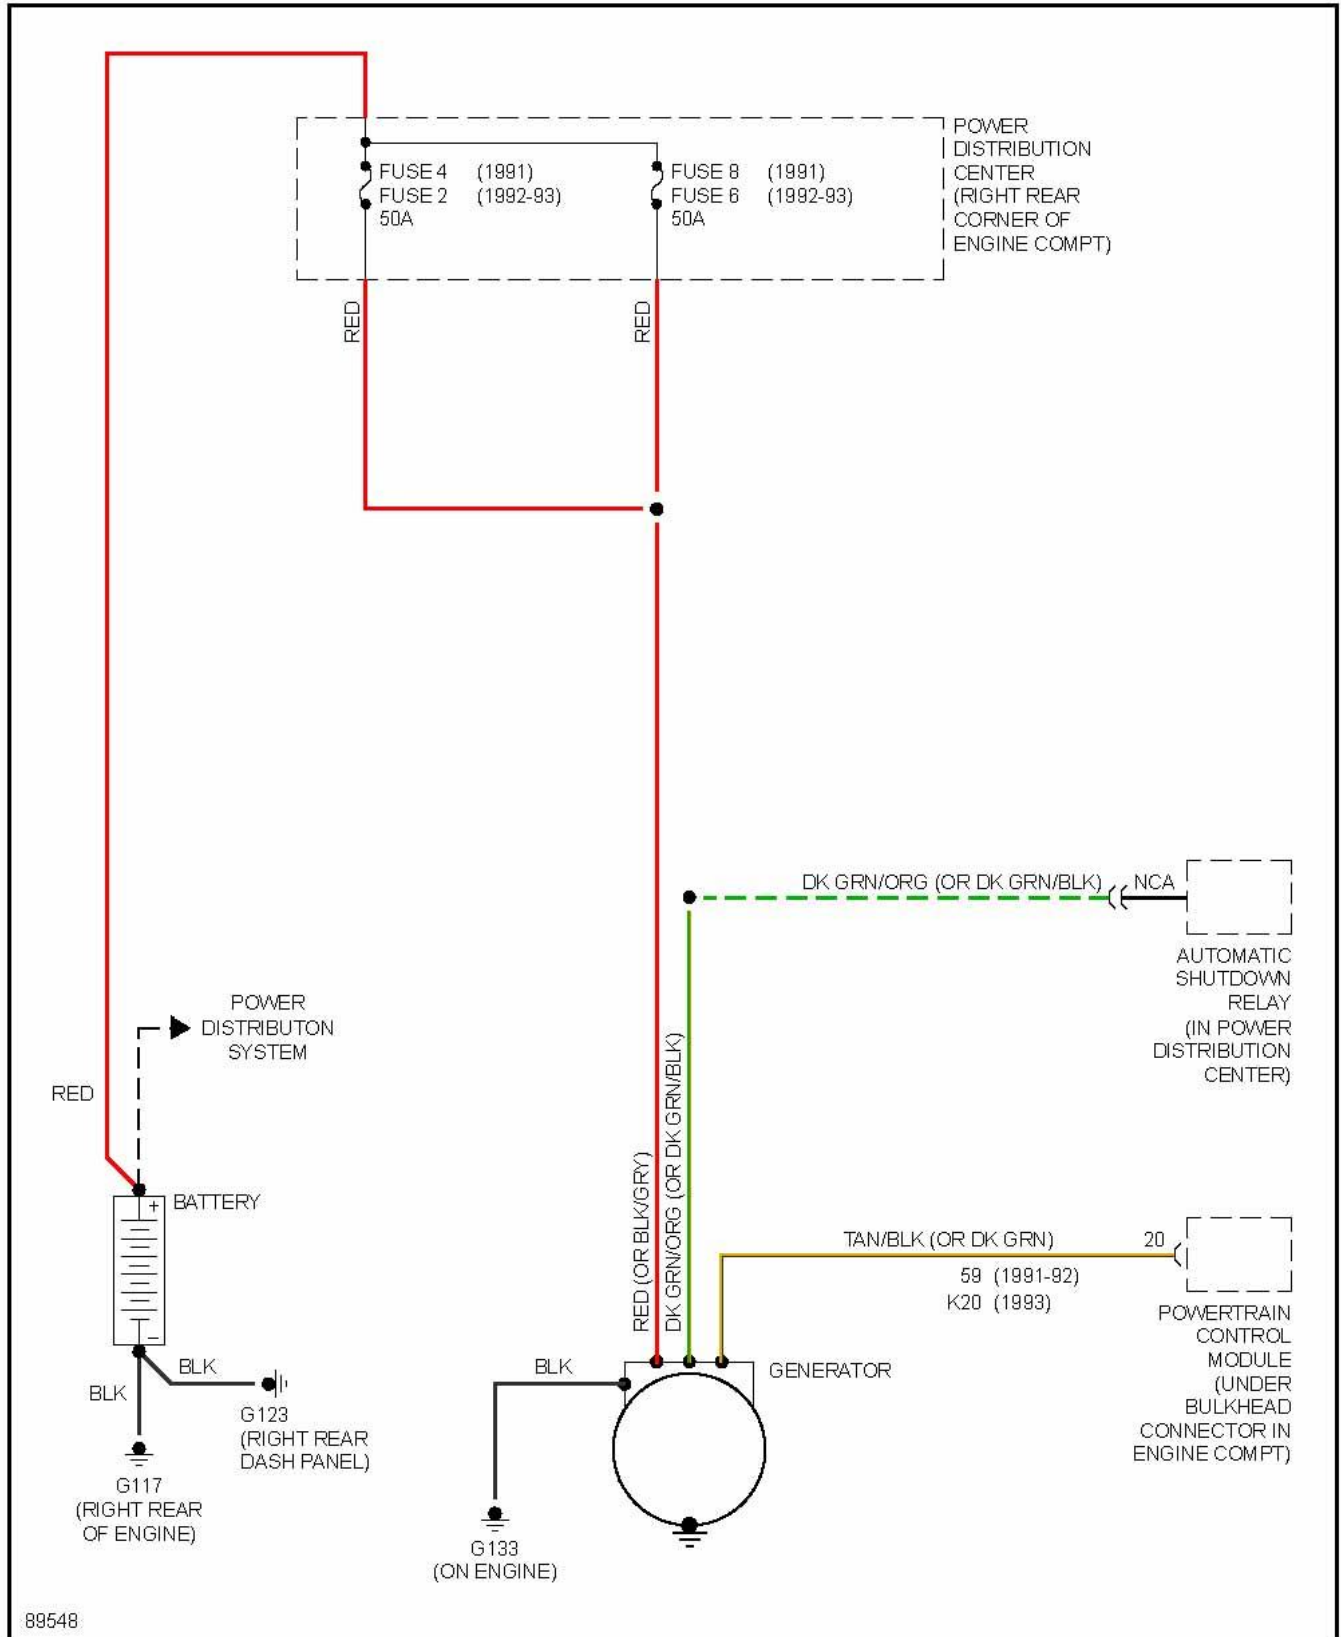 POWER
DISTRIBUTION
CENTER
(RIGHT REAR
CORNER OF
ENGINE COMPT)
FUSE 4 (1991)
FUSE 2 (1992-93)
50A
FUSE 8 (1991)
FUSE 6 (1992-93)
50A
RED
RED
DK GRN/ORG (OR DK GRN/BLK)
NCA
AUTOMATIC
SHUTDOWN
RELAY
(IN POWER
DISTRIBUTION
CENTER)
POWER
DISTRIBUTON
SYSTEM
RED
BATTERY
+
−
RED (OR BLK/GRY)
DK GRN/ORG (OR DK GRN/BLK)
TAN/BLK (OR DK GRN)
20
59 (1991-92)
K20 (1993)
POWERTRAIN
CONTROL
MODULE
(UNDER
BULKHEAD
CONNECTOR IN
ENGINE COMPT)
GENERATOR
BLK
BLK
BLK
G123
(RIGHT REAR
DASH PANEL)
G117
(RIGHT REAR
OF ENGINE)
G133
(ON ENGINE)
89548